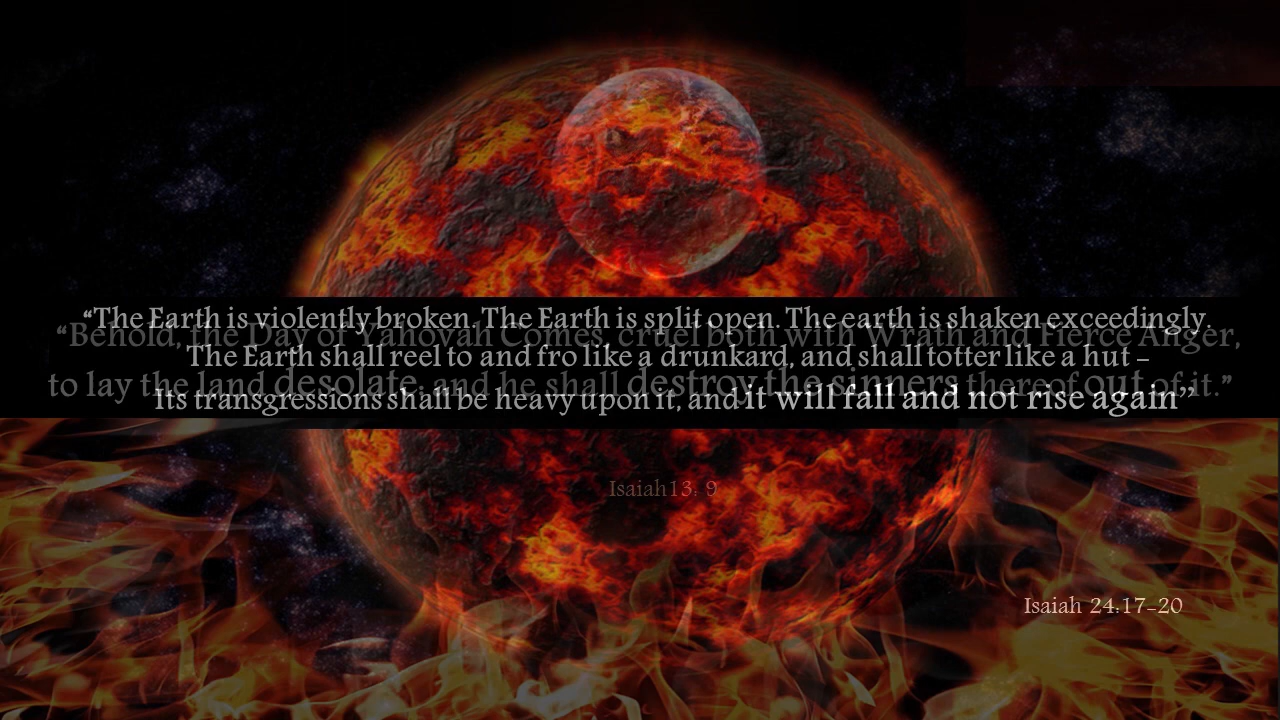 “The Earth is violently broken. The Earth is split open. The earth is shaken exceedingly.
The Earth shall reel to and fro like a drunkard, and shall totter like a hut –
Its transgressions shall be heavy upon it, and it will fall and not rise again”
“Behold, the Day of Yahovah Comes, cruel both with Wrath and Fierce Anger,
to lay the land desolate, and he shall destroy the sinners thereof out of it.”
Isaiah13: 9
Isaiah 24:17-20